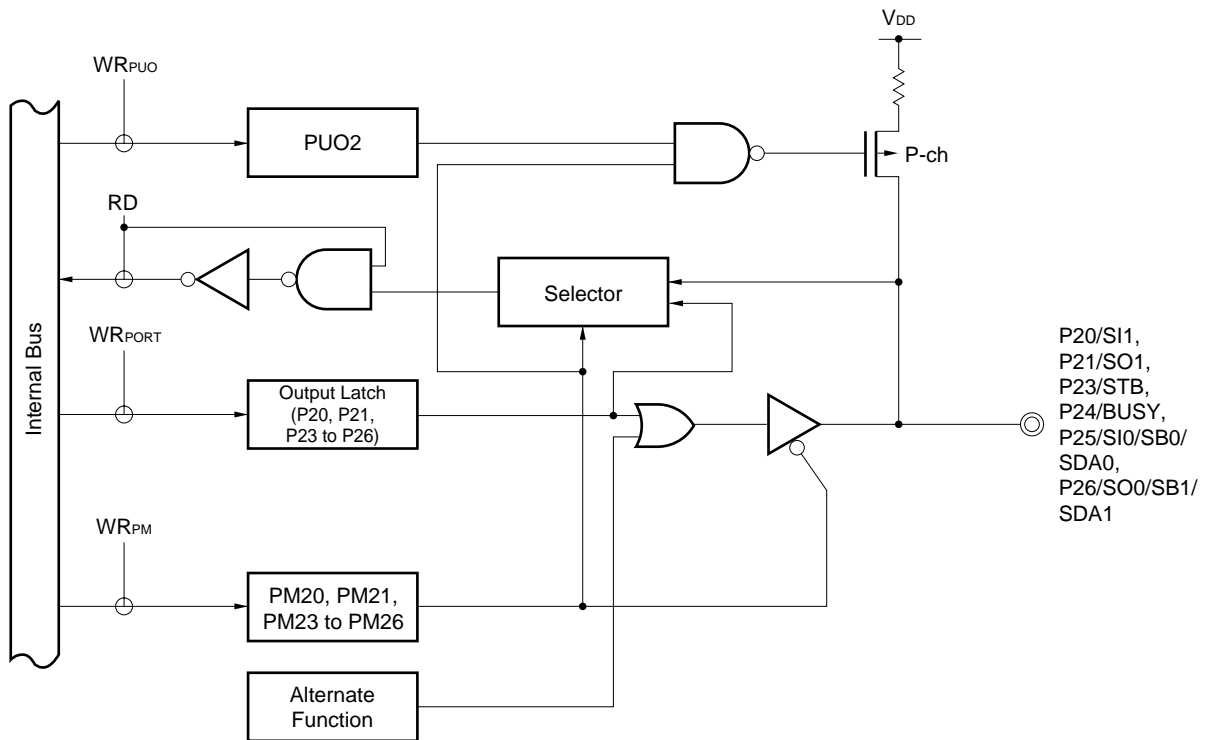 VDD
WRPUO
PUO2
P-ch
RD
Selector
WRPORT
Internal Bus
Output Latch
(P20, P21,
P23 to P26)
P20/SI1,
P21/SO1,
P23/STB,
P24/BUSY,
P25/SI0/SB0/
SDA0,
P26/SO0/SB1/
SDA1
WRPM
PM20, PM21,
PM23 to PM26
Alternate
Function